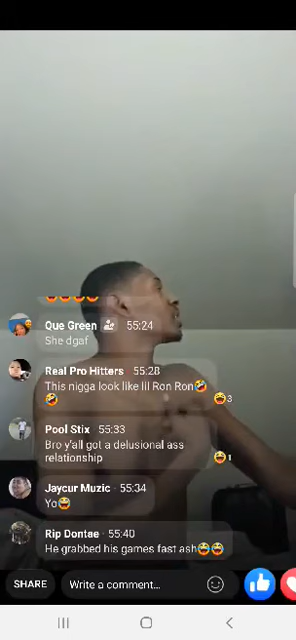 Que Green 55:24
She dgaf
Real Pro Hitters · 55:28
This nigga look like lil Ron Ron🤣
🤣
😂3
Pool Stix · 55:33
Bro y'all got a delusional ass
relationship
😂1
Jaycur Muzic · 55:34
Yo😂
Rip Dontae · 55:40
He grabbed his games fast ash😂😂
SHARE
Write a comment...